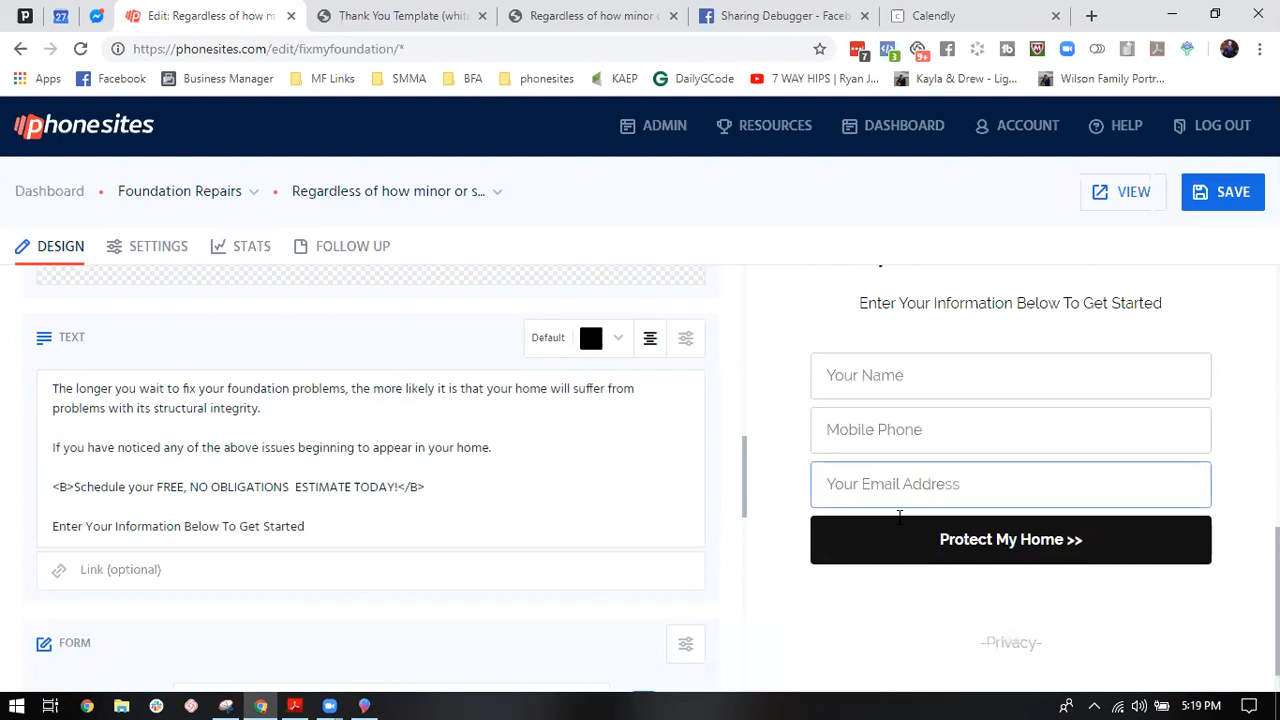 Edit: Regardless of how m
Thank You Template (whit
Regardless of how minor o
Sharing Debugger - Faceb
Calendly
https://phonesites.com/edit/fixmyfoundation/*
Apps
Facebook
Business Manager
MF Links
SMMA
BFA
phonesites
KAEP
DailyGCode
7 WAY HIPS | Ryan J...
Kayla & Drew - Lig...
Wilson Family Portr...
phonesites
ADMIN
RESOURCES
DASHBOARD
ACCOUNT
HELP
LOG OUT
Dashboard
Foundation Repairs
Regardless of how minor or s...
VIEW
SAVE
DESIGN
SETTINGS
STATS
FOLLOW UP
TEXT
Default
The longer you wait to fix your foundation problems, the more likely it is that your home will suffer from
problems with its structural integrity.
If you have noticed any of the above issues beginning to appear in your home.
<B>Schedule your FREE, NO OBLIGATIONS  ESTIMATE TODAY!</B>
Enter Your Information Below To Get Started
Link (optional)
FORM
Enter Your Information Below To Get Started
Your Name
Mobile Phone
Your Email Address
Protect My Home >>
-Privacy-
5:19 PM